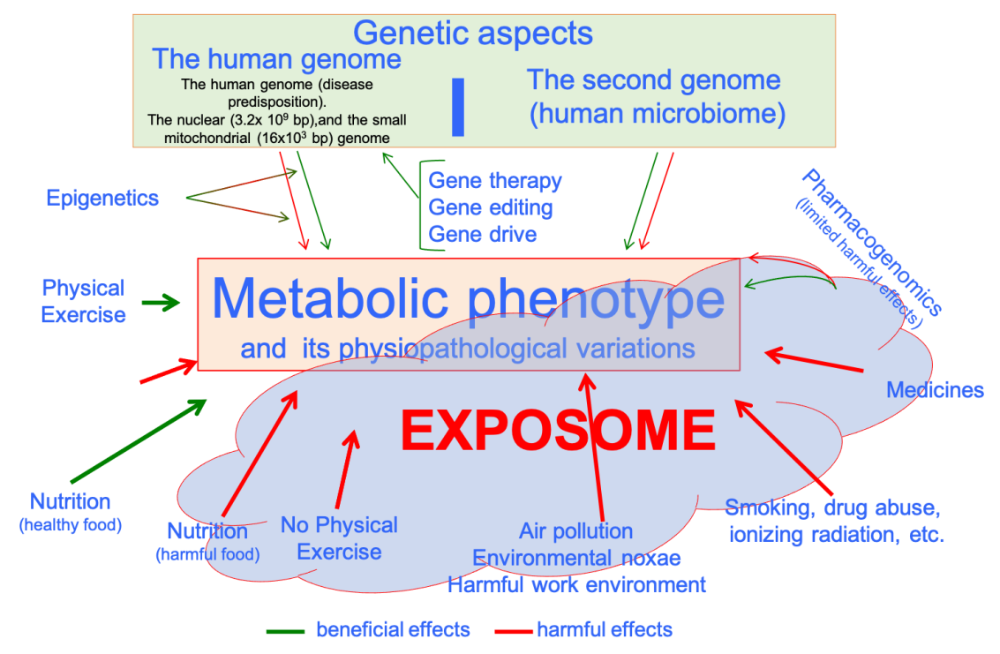 Genetic aspects
The human genome
The human genome (disease
predisposition).
The nuclear (3.2x 10⁹ bp),and the small
mitochondrial (16x10³ bp) genome
The second genome
(human microbiome)
Epigenetics
Gene therapy
Gene editing
Gene drive
Pharmacogenomics
(limited harmful effects)
Physical
Exercise
Metabolic phenotype
and its physiopathological variations
Medicines
EXPOSOME
Nutrition
(healthy food)
Nutrition
(harmful food)
No Physical
Exercise
Air pollution
Environmental noxae
Harmful work environment
Smoking, drug abuse,
ionizing radiation, etc.
beneficial effects
harmful effects